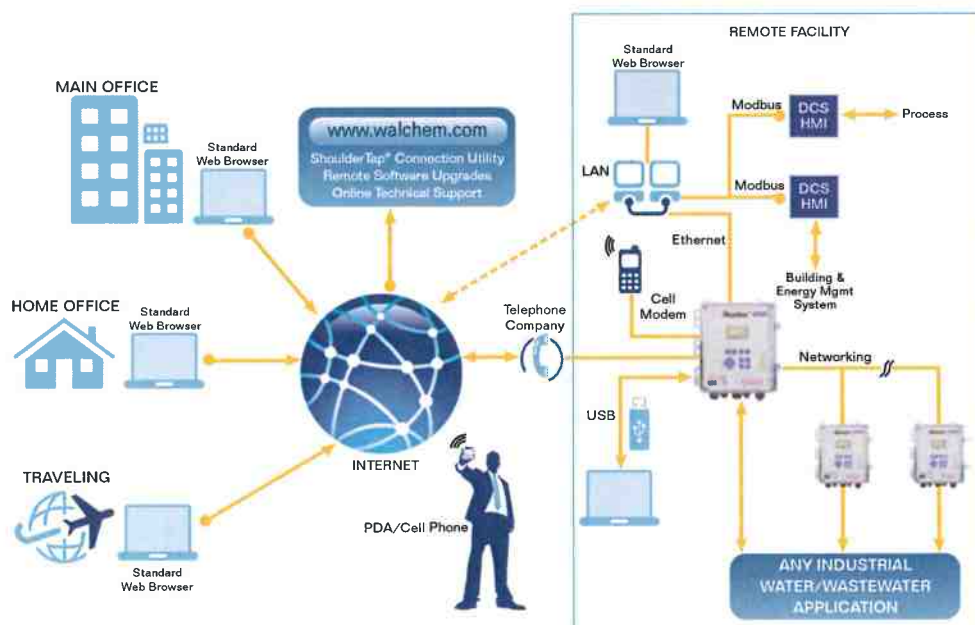 REMOTE FACILITY
MAIN OFFICE
Standard
Web Browser
www.walchem.com
ShoulderTap® Connection Utility
Remote Software Upgrades
Online Technical Support
Standard
Web Browser
LAN
Modbus
DCS
HMI
Process
Modbus
DCS
HMI
Ethernet
Building &
Energy Mgmt
System
Cell
Modem
HOME OFFICE
Standard
Web Browser
Telephone
Company
Networking
USB
INTERNET
TRAVELING
Standard
Web Browser
PDA/Cell Phone
ANY INDUSTRIAL
WATER/WASTEWATER
APPLICATION